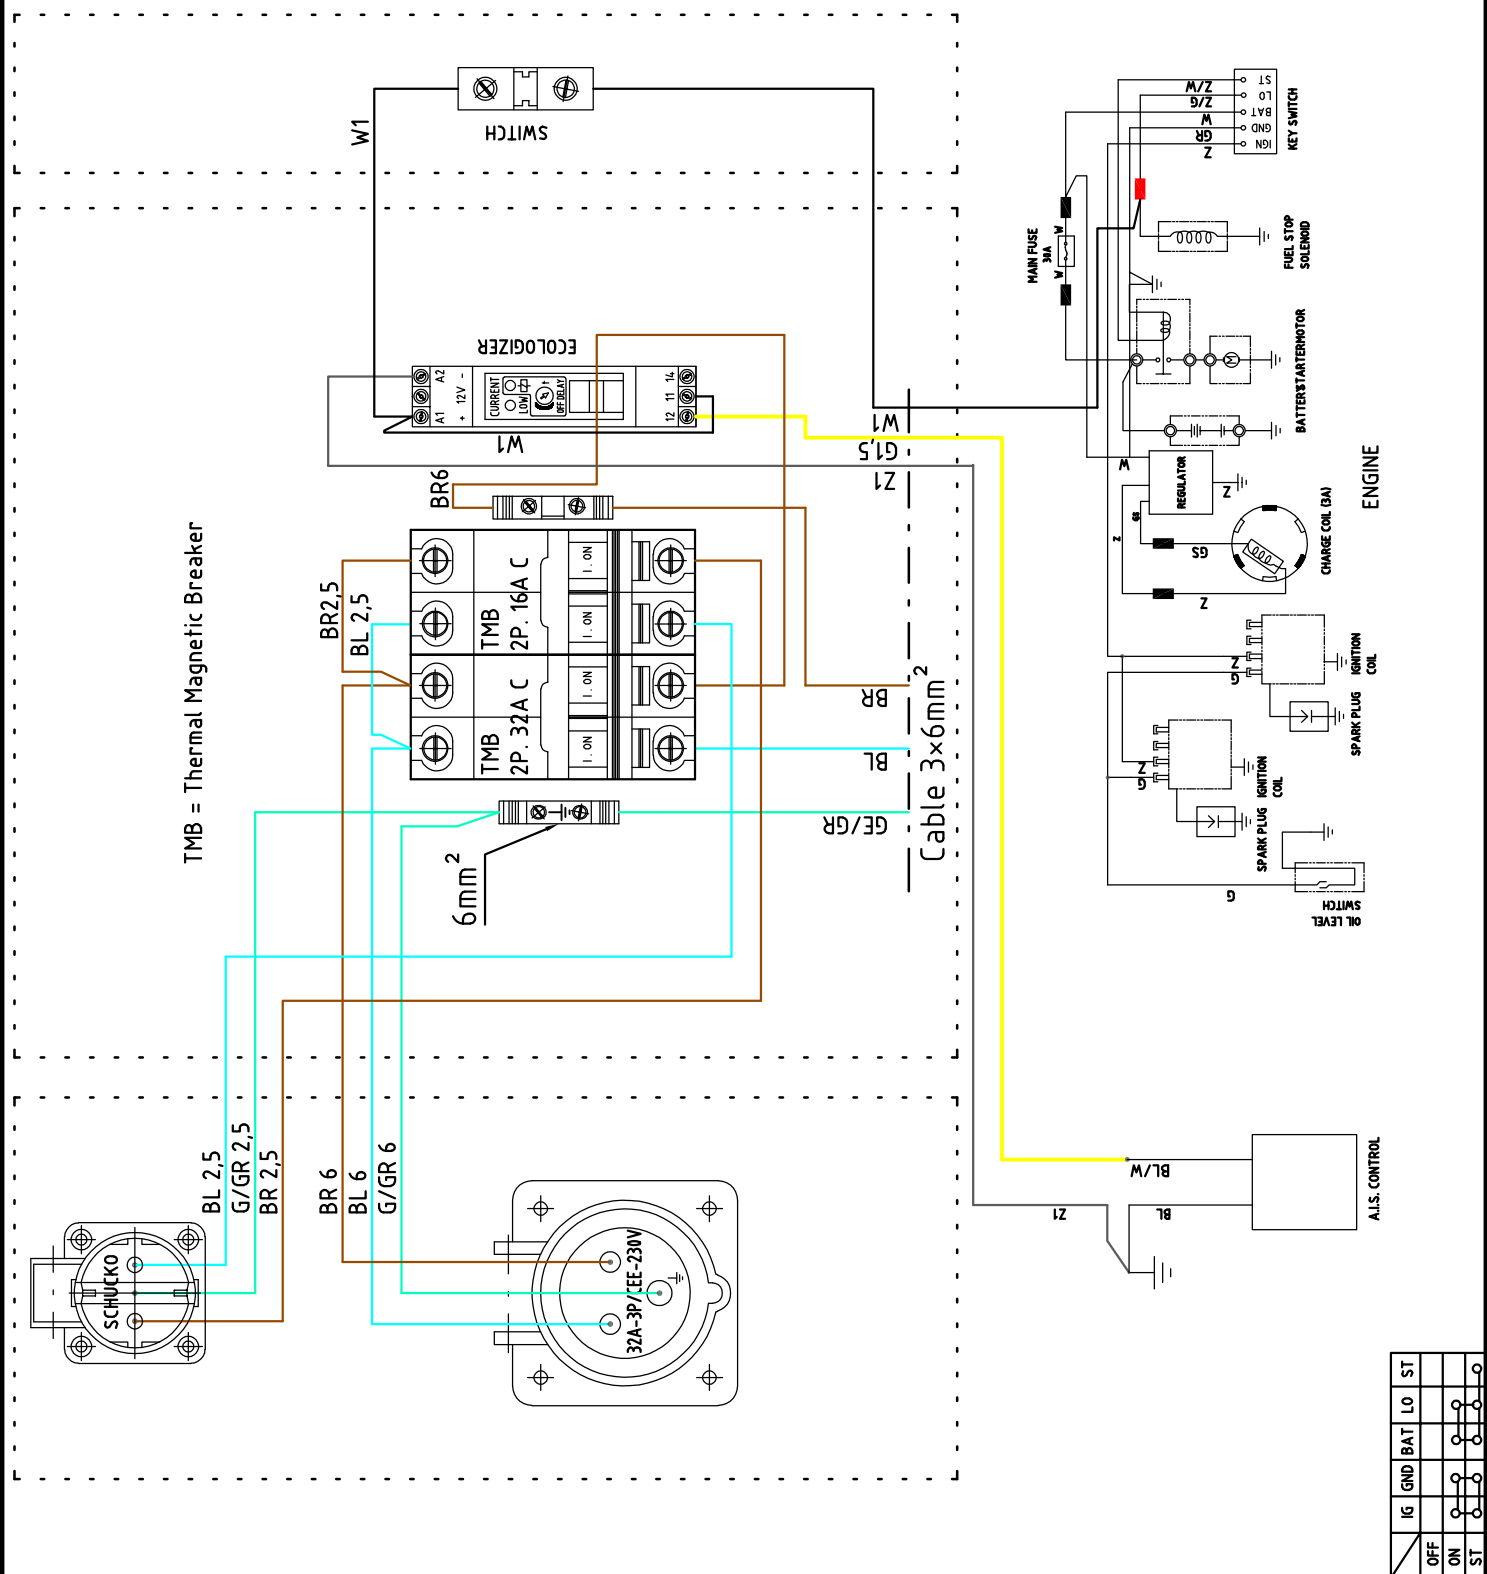 W1
SWITCH
ECOLOGIZER
A2
12V
-
+
A1
CURRENT
LOW
OFF DELAY
t
14
11
12
W1
W1
G1,5
Z1
BR6
TMB = Thermal Magnetic Breaker
BR2,5
BL 2,5
TMB
2P. 16A C
I. ON
I. ON
TMB
2P. 32A C
I. ON
I. ON
BR
BL
GE/GR
Cable 3x6mm²
6mm²
BL 2,5
G/GR 2,5
BR 2,5
BR 6
BL 6
G/GR 6
SCHUCKO
32A-3P/CEE-230V
ST
LO
BAT
GND
IGN
KEY SWITCH
Z/W
Z/G
W
GR
Z
MAIN FUSE
30A
W
W
FUEL STOP
SOLENOID
STARTERMOTOR
M
W
REGULATOR
Z
GS
Z
GS
Z
CHARGE COIL (3A)
ENGINE
Z
G
IGNITION
COIL
SPARK PLUG
Z
G
IGNITION
COIL
SPARK PLUG
G
OIL LEVEL
SWITCH
BL/W
BL
Z1
A.I.S. CONTROL
IG GND BAT LO ST
OFF
ON
ST